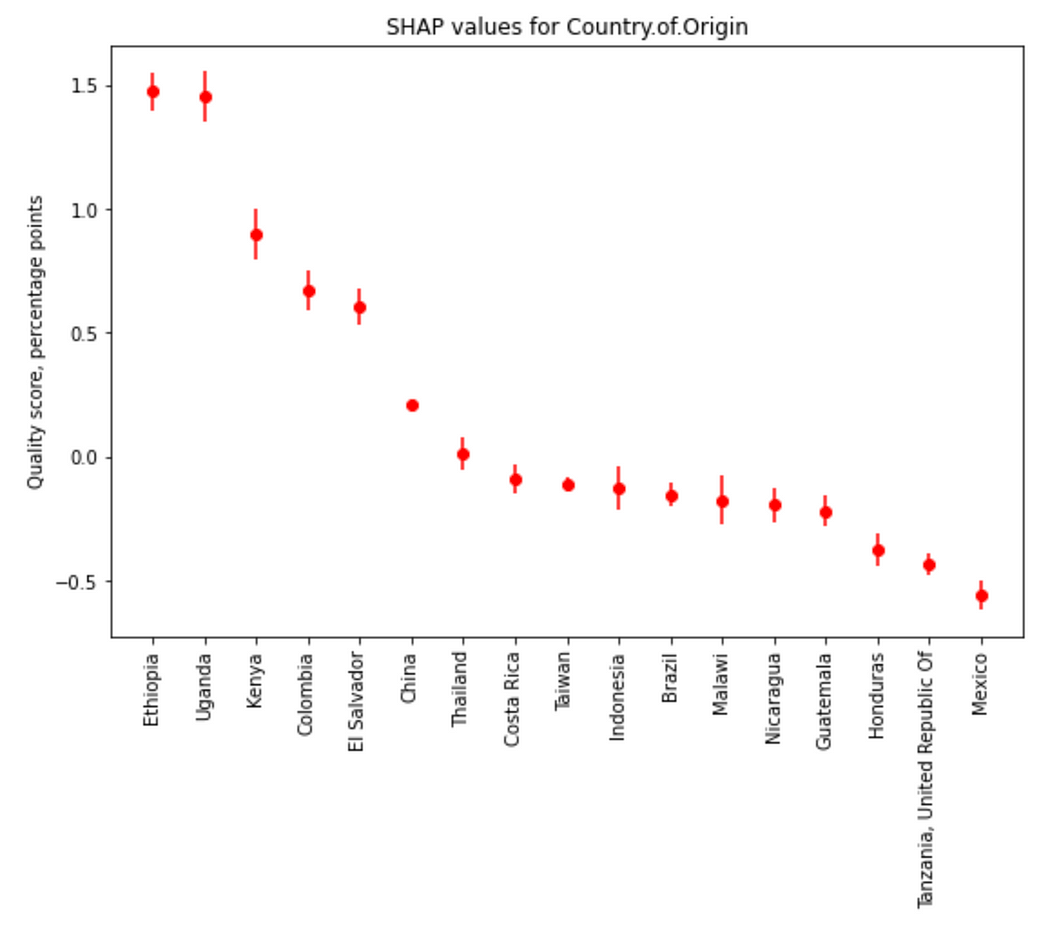 SHAP values for Country.of.Origin
Quality score, percentage points
1.5
1.0
0.5
0.0
−0.5
Ethiopia
Uganda
Kenya
Colombia
El Salvador
China
Thailand
Costa Rica
Taiwan
Indonesia
Brazil
Malawi
Nicaragua
Guatemala
Honduras
Tanzania, United Republic Of
Mexico